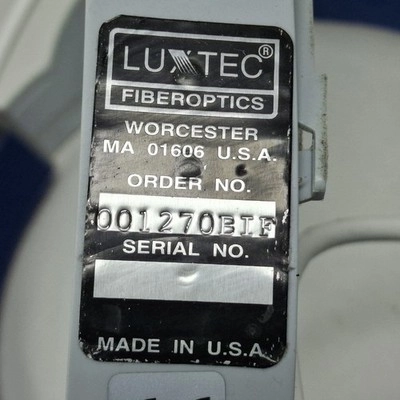 LUXTEC®
FIBEROPTICS
WORCESTER
MA 01606 U.S.A.
ORDER NO.
001270BIF
SERIAL NO.
MADE IN U.S.A.